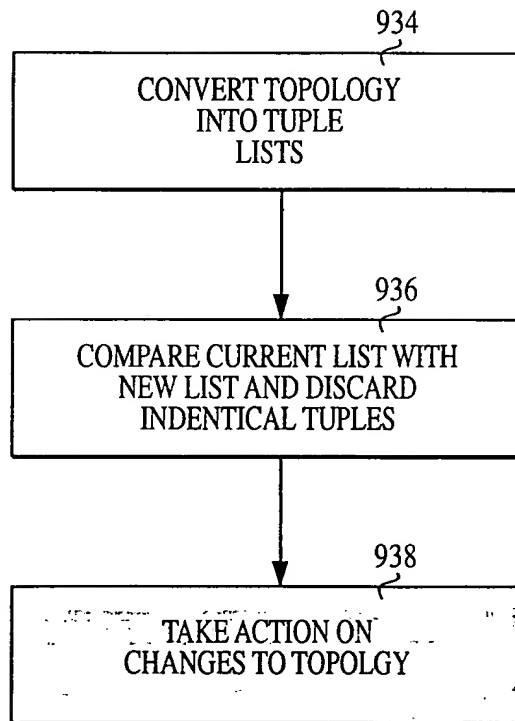 934
CONVERT TOPOLOGY
INTO TUPLE
LISTS
936
COMPARE CURRENT LIST WITH
NEW LIST AND DISCARD
INDENTICAL TUPLES
938
TAKE ACTION ON
CHANGES TO TOPOLGY